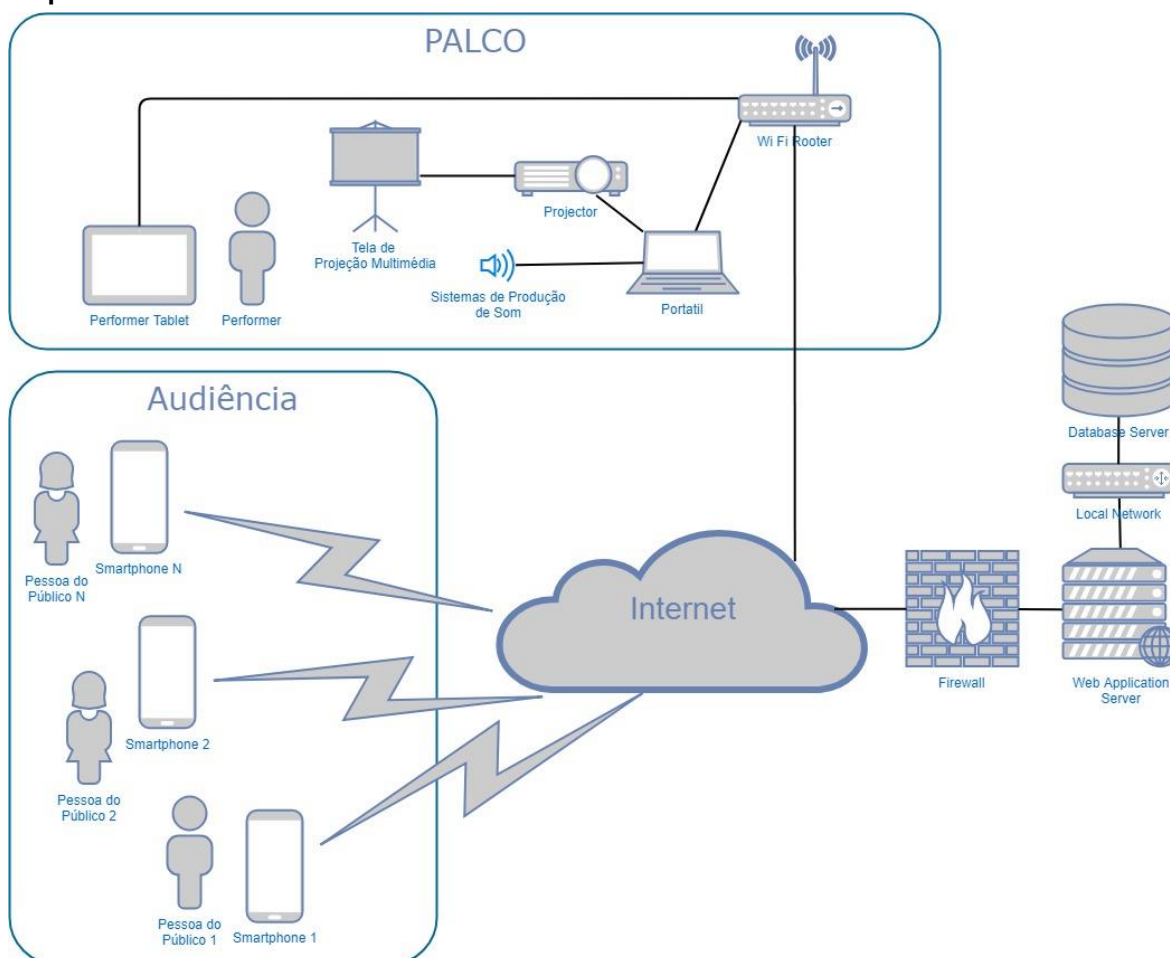 PALCO
Wi Fi Rooter
Projector
Tela de
Projeção Multimédia
Sistemas de Produção
de Som
Portatil
Performer Tablet
Performer
Database Server
Audiência
Local Network
Pessoa do
Público N
Smartphone N
Internet
Firewall
Web Application
Server
Smartphone 2
Pessoa do
Público 2
Pessoa do
Público 1
Smartphone 1